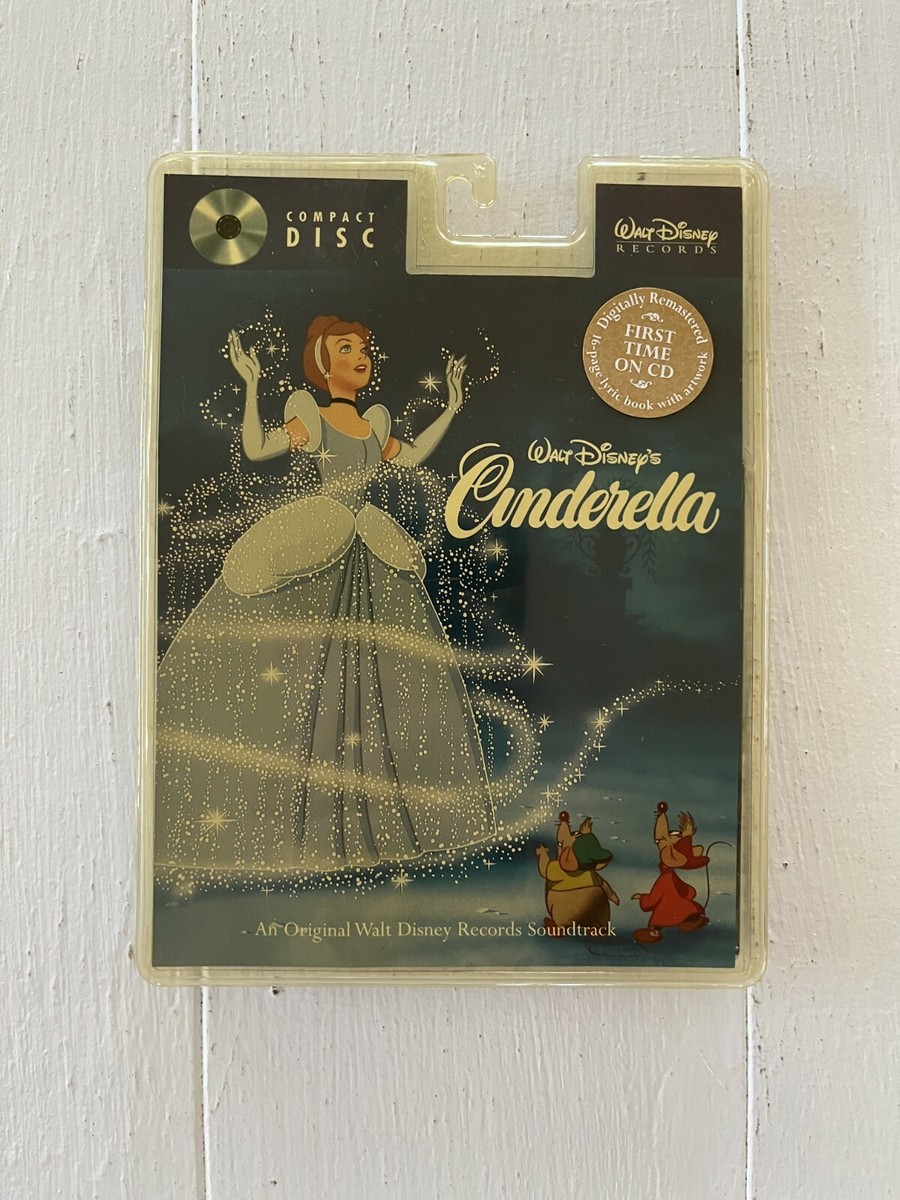 COMPACT
DISC
WALT DISNEY
RECORDS
Digitally Remastered
FIRST
TIME
ON CD
16-page lyric book with artwork
WALT DISNEY'S
Cinderella
An Original Walt Disney Records Soundtrack